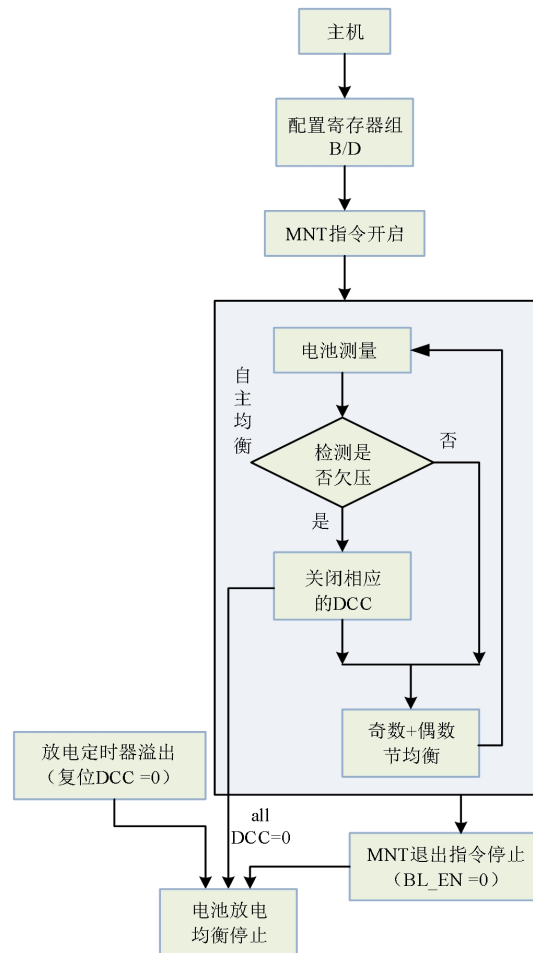 主机
配置寄存器组
B/D
MNT指令开启
电池测量
自
主
均
衡
检测是
否欠压
否
是
关闭相应
的DCC
奇数+偶数
节均衡
放电定时器溢出
（复位DCC =0）
all
DCC=0
MNT退出指令停止
（BL_EN =0）
电池放电
均衡停止